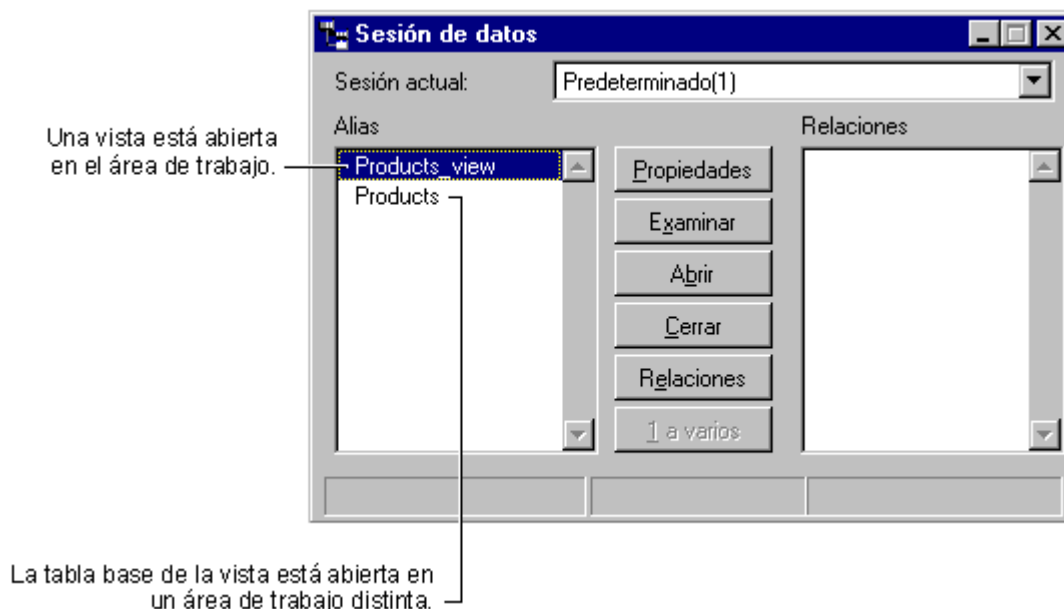 Sesión de datos
Sesión actual:
Predeterminado(1)
Alias
Relaciones
Una vista está abierta
en el área de trabajo.
Products_view
Products
Propiedades
Examinar
Abrir
Cerrar
Relaciones
1 a varios
La tabla base de la vista está abierta en
un área de trabajo distinta.